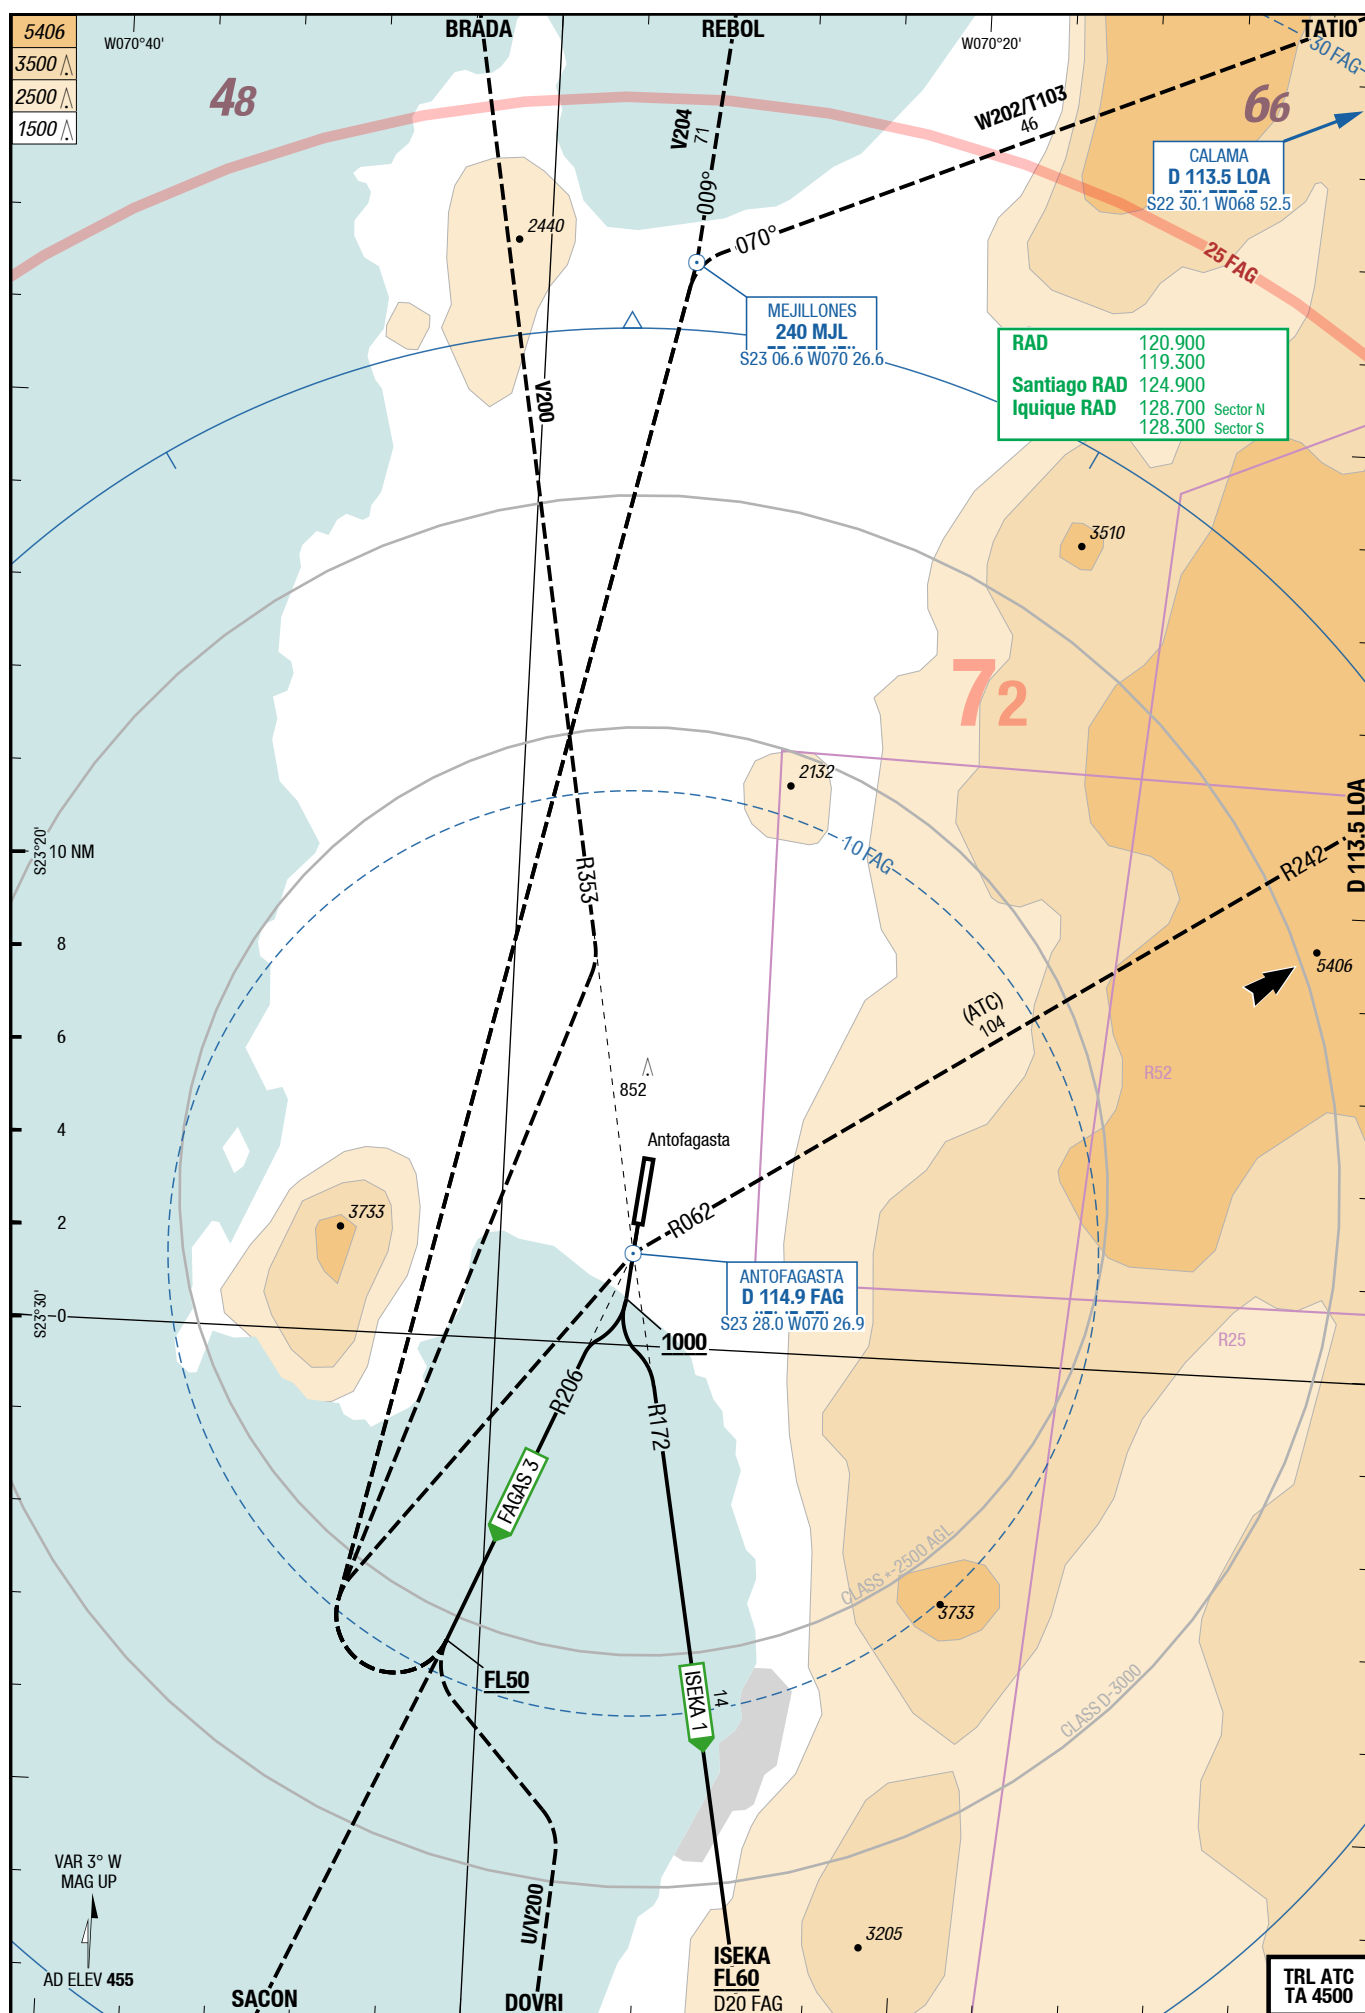 5406
3500
2500
1500
W070°40'
BRADA
REBOL
W070°20'
TATIO
30 FAG
48
66
V204
71
009°
W202/T103
46
070°
CALAMA
D 113.5 LOA
S22 30.1 W068 52.5
25 FAG
2440
MEJILLONES
240 MJL
S23 06.6 W070 26.6
RAD 120.900
119.300
Santiago RAD 124.900
Iquique RAD 128.700 Sector N
128.300 Sector S
V200
3510
72
2132
10 FAG
R353
D 113.5 LOA
R242
5406
S23°20'
10 NM
8
6
4
2
0
S23°30'
(ATC)
104
R52
852
Antofagasta
3733
R062
ANTOFAGASTA
D 114.9 FAG
S23 28.0 W070 26.9
1000
R25
R206
R172
FAGAS 3
CLASS *-2500 AGL
3733
FL50
ISEKA 1
14
CLASS D-3000
VAR 3° W
MAG UP
AD ELEV 455
U/V200
3205
SACON
DOVRI
ISEKA
FL60
D20 FAG
TRL ATC
TA 4500